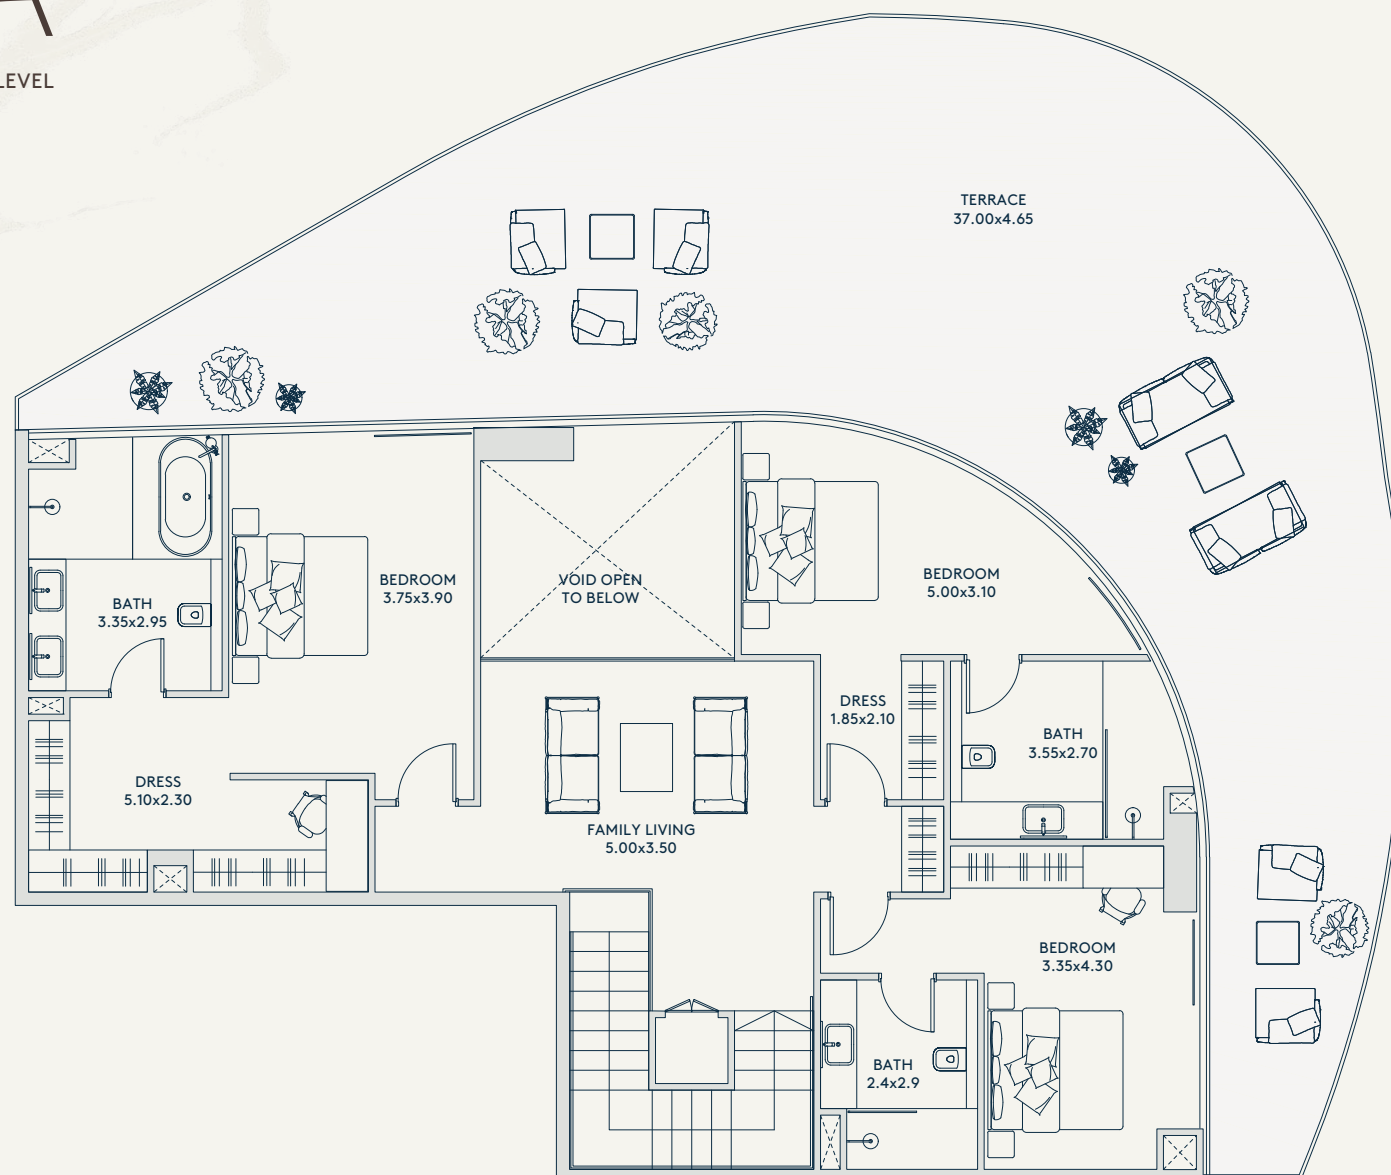 LEVEL
TERRACE
37.00x4.65
BEDROOM
3.75x3.90
VOID OPEN
TO BELOW
BEDROOM
5.00x3.10
BATH
3.35x2.95
DRESS
1.85x2.10
BATH
3.55x2.70
DRESS
5.10x2.30
FAMILY LIVING
5.00x3.50
BEDROOM
3.35x4.30
BATH
2.4x2.9